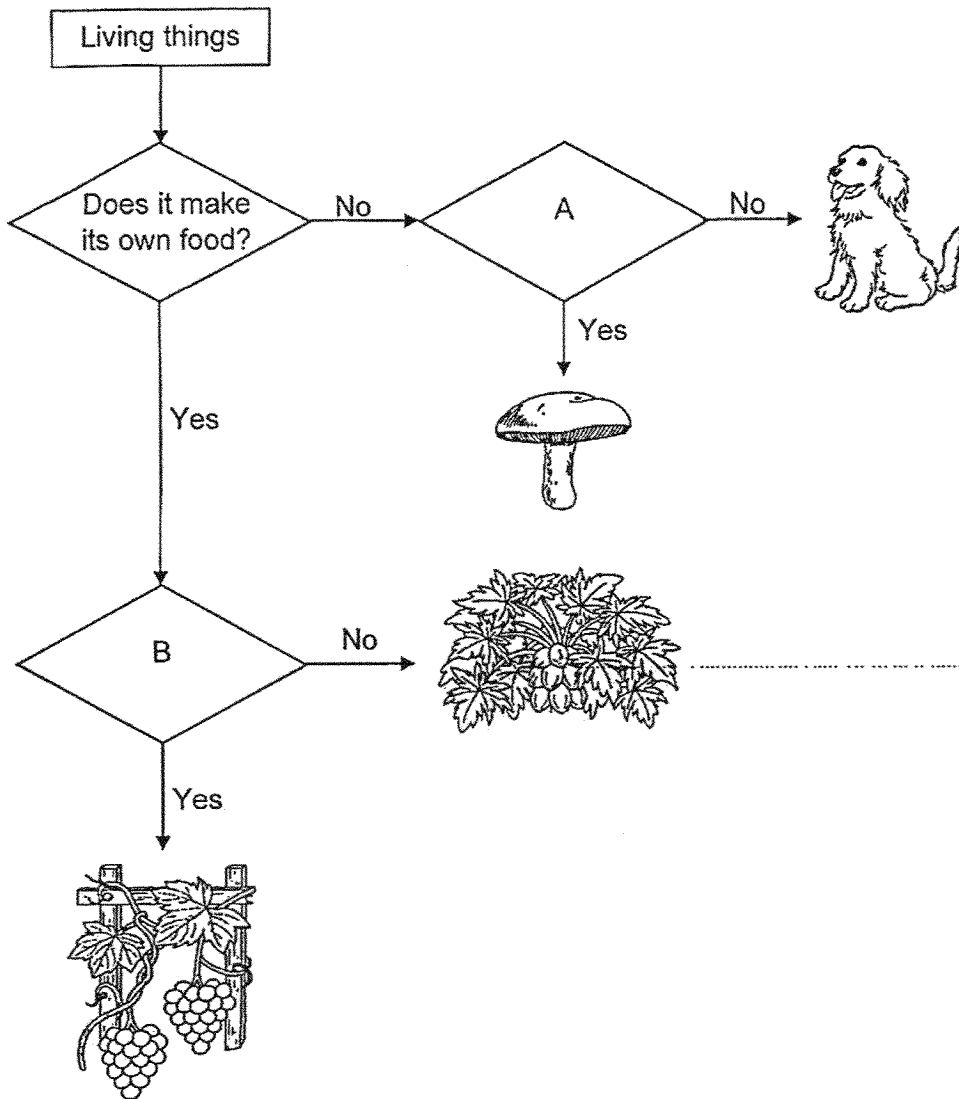 Living things
Does it make
its own food?
No
A
No
Yes
Yes
B
No
Yes